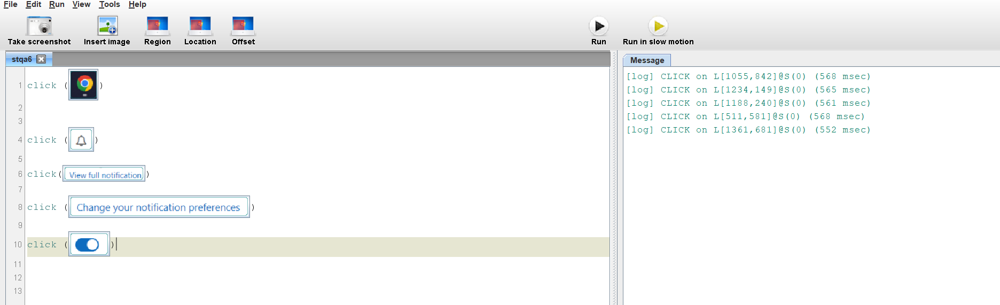 File Edit Run View Tools Help
Take screenshot Insert image Region Location Offset Run Run in slow motion
stqa6
Message
1 click ( )
2
3
4 click ( )
5
6 click( View full notification )
7
8 click ( Change your notification preferences )
9
10 click ( )
11
12
13
[log] CLICK on L[1055,842]@S(0) (568 msec)
[log] CLICK on L[1234,149]@S(0) (565 msec)
[log] CLICK on L[1188,240]@S(0) (561 msec)
[log] CLICK on L[511,581]@S(0) (568 msec)
[log] CLICK on L[1361,681]@S(0) (552 msec)